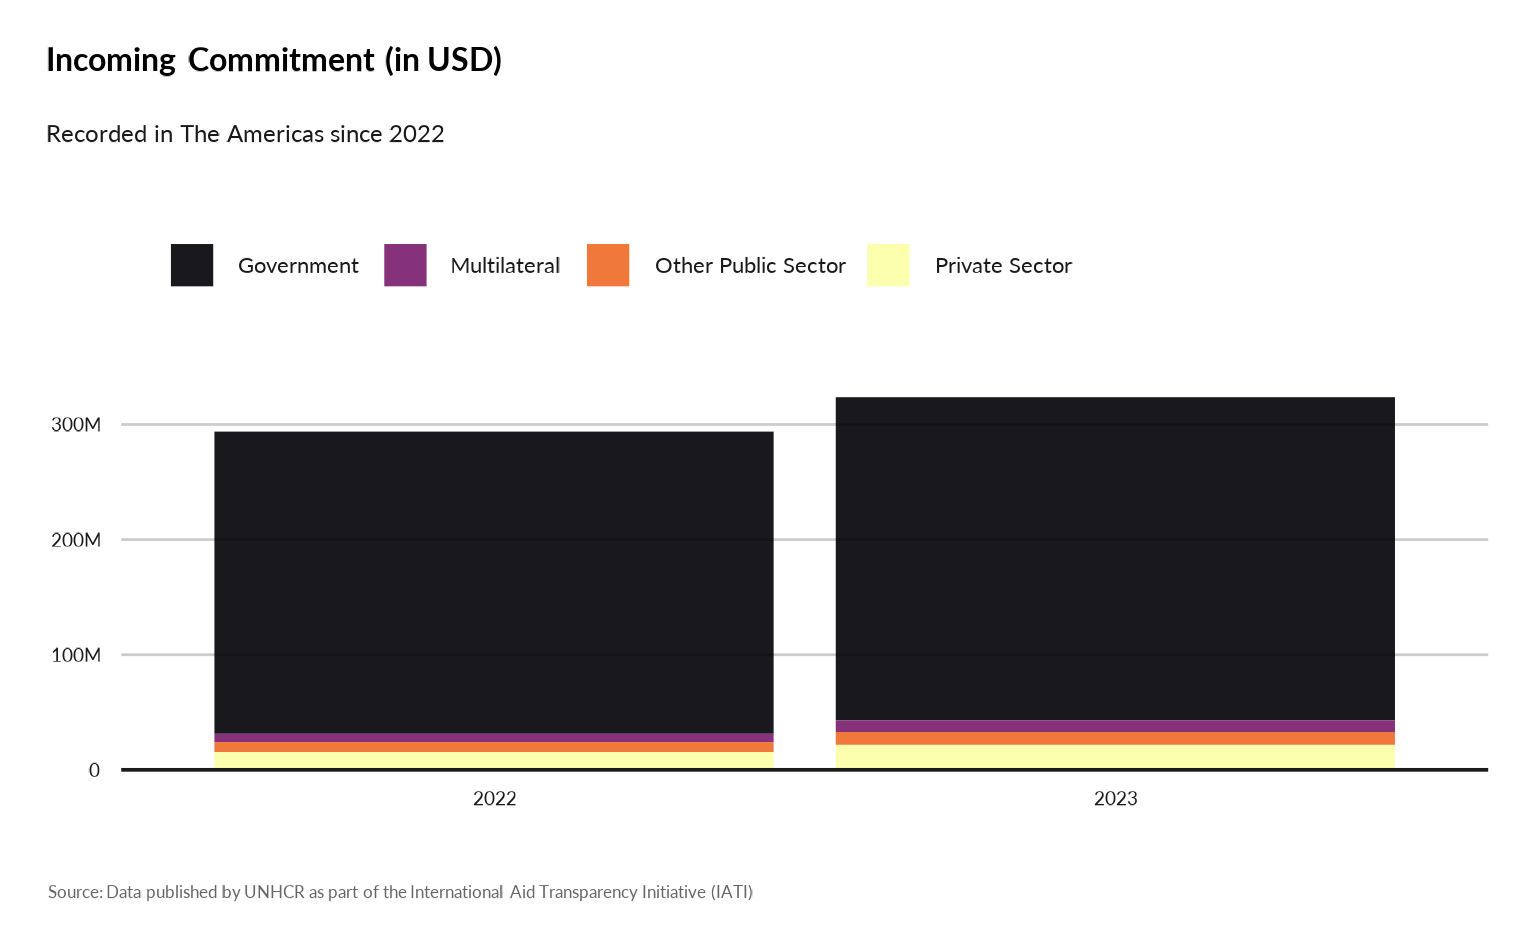 Incoming Commitment (in USD)
Recorded in The Americas since 2022
Government Multilateral Other Public Sector Private Sector
300M
200M
100M
0
2022 2023
Source: Data published by UNHCR as part of the International Aid Transparency Initiative (IATI)